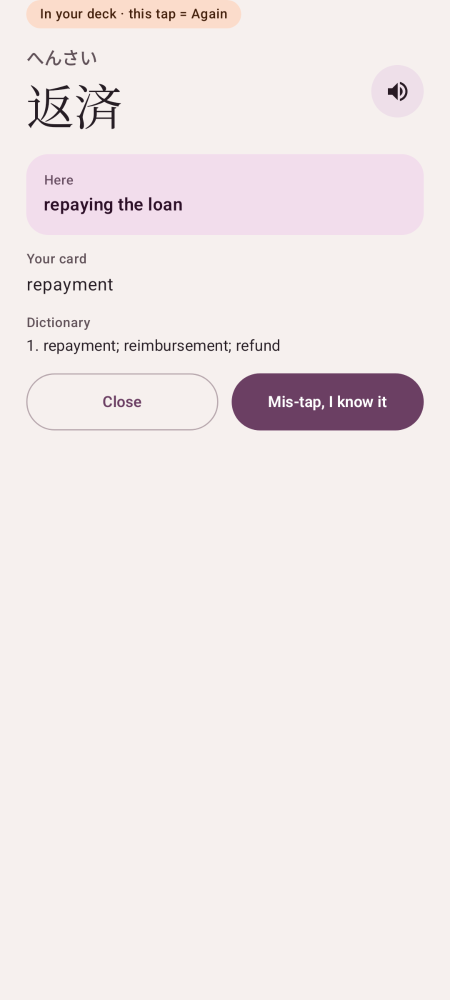 In your deck · this tap = Again
へんさい
返済
Here
repaying the loan
Your card
repayment
Dictionary
1. repayment; reimbursement; refund
Close
Mis-tap, I know it